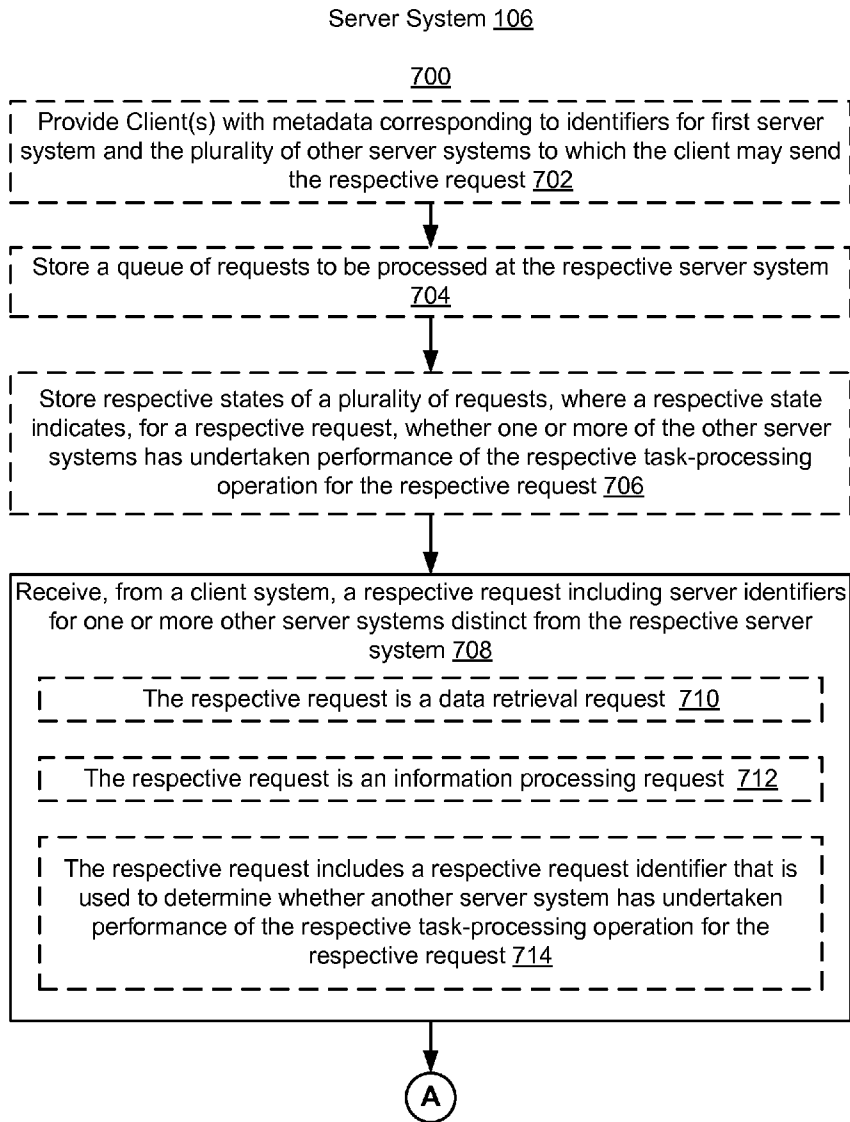 Server System 106
700
Provide Client(s) with metadata corresponding to identifiers for first server
system and the plurality of other server systems to which the client may send
the respective request 702
Store a queue of requests to be processed at the respective server system
704
Store respective states of a plurality of requests, where a respective state
indicates, for a respective request, whether one or more of the other server
systems has undertaken performance of the respective task-processing
operation for the respective request 706
Receive, from a client system, a respective request including server identifiers
for one or more other server systems distinct from the respective server
system 708
The respective request is a data retrieval request 710
The respective request is an information processing request 712
The respective request includes a respective request identifier that is
used to determine whether another server system has undertaken
performance of the respective task-processing operation for the
respective request 714
A